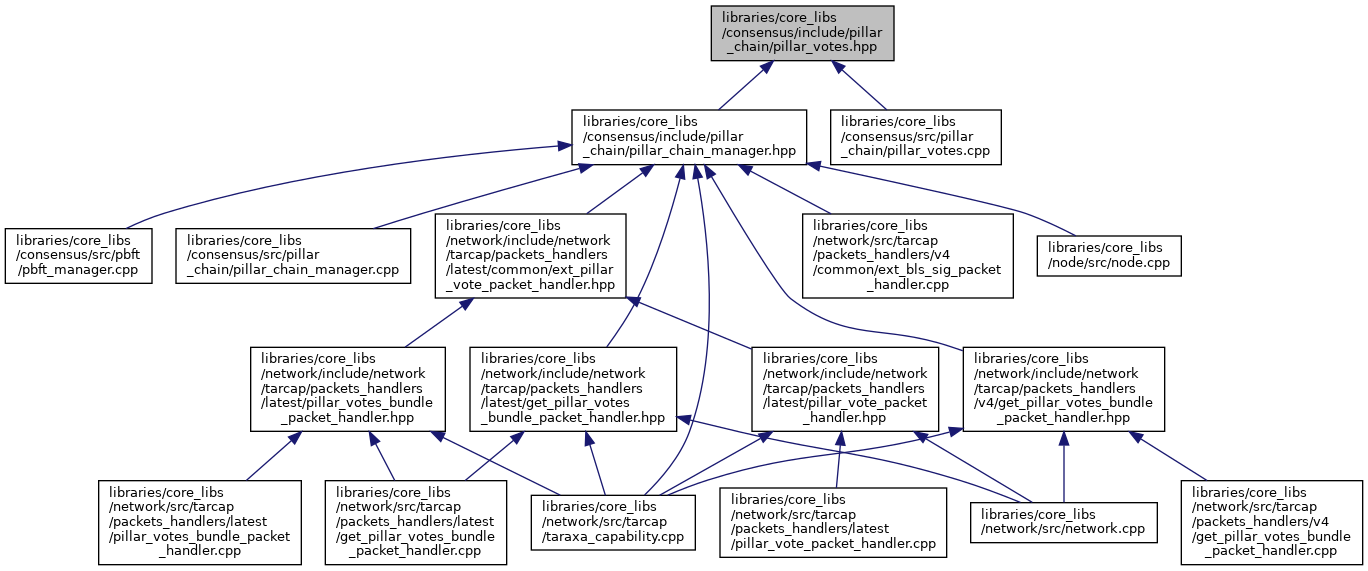 libraries/core_libs
/consensus/include/pillar
_chain/pillar_votes.hpp
libraries/core_libs
/consensus/include/pillar
_chain/pillar_chain_manager.hpp
libraries/core_libs
/consensus/src/pillar
_chain/pillar_votes.cpp
libraries/core_libs
/consensus/src/pbft
/pbft_manager.cpp
libraries/core_libs
/consensus/src/pillar
_chain/pillar_chain_manager.cpp
libraries/core_libs
/network/include/network
/tarcap/packets_handlers
/latest/common/ext_pillar
_vote_packet_handler.hpp
libraries/core_libs
/network/src/tarcap
/packets_handlers/v4
/common/ext_bls_sig_packet
_handler.cpp
libraries/core_libs
/node/src/node.cpp
libraries/core_libs
/network/include/network
/tarcap/packets_handlers
/latest/pillar_votes_bundle
_packet_handler.hpp
libraries/core_libs
/network/include/network
/tarcap/packets_handlers
/latest/get_pillar_votes
_bundle_packet_handler.hpp
libraries/core_libs
/network/include/network
/tarcap/packets_handlers
/latest/pillar_vote_packet
_handler.hpp
libraries/core_libs
/network/include/network
/tarcap/packets_handlers
/v4/get_pillar_votes_bundle
_packet_handler.hpp
libraries/core_libs
/network/src/tarcap
/packets_handlers/latest
/pillar_votes_bundle_packet
_handler.cpp
libraries/core_libs
/network/src/tarcap
/packets_handlers/latest
/get_pillar_votes_bundle
_packet_handler.cpp
libraries/core_libs
/network/src/tarcap
/taraxa_capability.cpp
libraries/core_libs
/network/src/tarcap
/packets_handlers/latest
/pillar_vote_packet_handler.cpp
libraries/core_libs
/network/src/network.cpp
libraries/core_libs
/network/src/tarcap
/packets_handlers/v4
/get_pillar_votes_bundle
_packet_handler.cpp